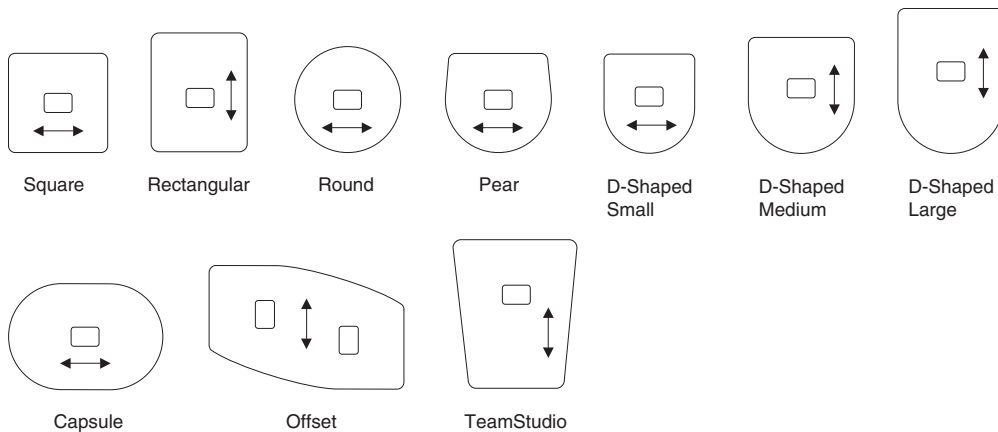 Square
Rectangular
Round
Pear
D-Shaped
Small
D-Shaped
Medium
D-Shaped
Large
Capsule
Offset
TeamStudio